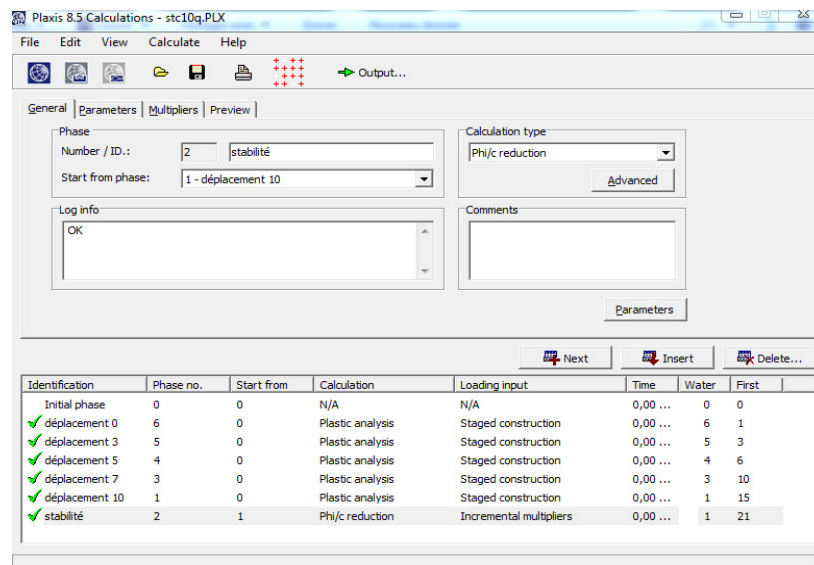 Plaxis 8.5 Calculations - stc10q.PLX
File Edit View Calculate Help
Output...
General Parameters Multipliers Preview
Phase
Number / ID.: 2 stabilité
Start from phase: 1 - déplacement 10
Calculation type
Phi/c reduction
Advanced
Log info
OK
Comments
Parameters
Next Insert Delete...
Identification Phase no. Start from Calculation Loading input Time Water First
Initial phase 0 0 N/A N/A 0,00 ... 0 0
déplacement 0 6 0 Plastic analysis Staged construction 0,00 ... 6 1
déplacement 3 5 0 Plastic analysis Staged construction 0,00 ... 5 3
déplacement 5 4 0 Plastic analysis Staged construction 0,00 ... 4 6
déplacement 7 3 0 Plastic analysis Staged construction 0,00 ... 3 10
déplacement 10 1 0 Plastic analysis Staged construction 0,00 ... 1 15
stabilité 2 1 Phi/c reduction Incremental multipliers 0,00 ... 1 21